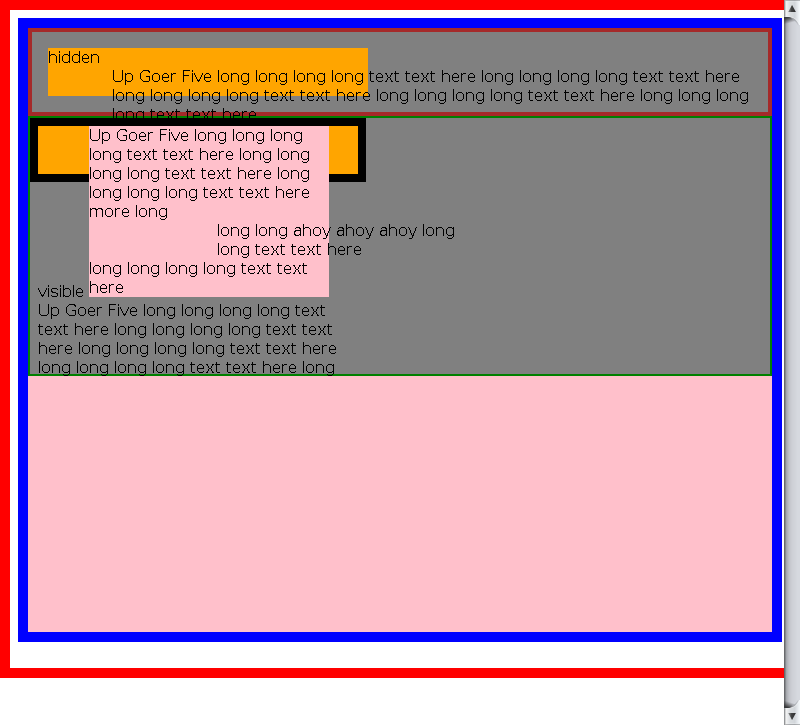 hidden
Up Goer Five long long long long text text here long long long long text text here
long long long long text text here long long long long text text here long long long
long text text here
Up Goer Five long long long
long text text here long long
long long text text here long
long long long text text here
more long
long long ahoy ahoy ahoy long
long text text here
long long long long text text
here
visible
Up Goer Five long long long long text
text here long long long long text text
here long long long long text text here
long long long long text text here long